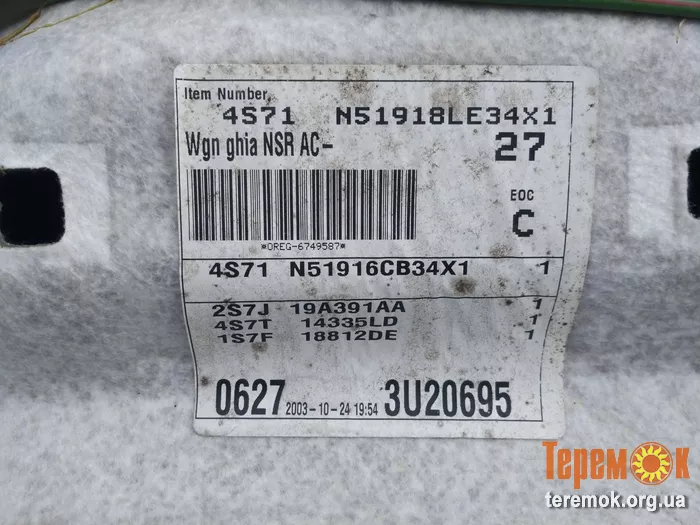 Item Number
4S71 N51918LE34X1
Wgn ghia NSR AC- 27
EOC
C
*OREG-6749587*
4S71 N51916CB34X1 1
2S7J 19A391AA 1
4S7T 14335LD 1
1S7F 18812DE 1
0627 2003-10-24 19:54 3U20695
ТеремОк
teremok.org.ua